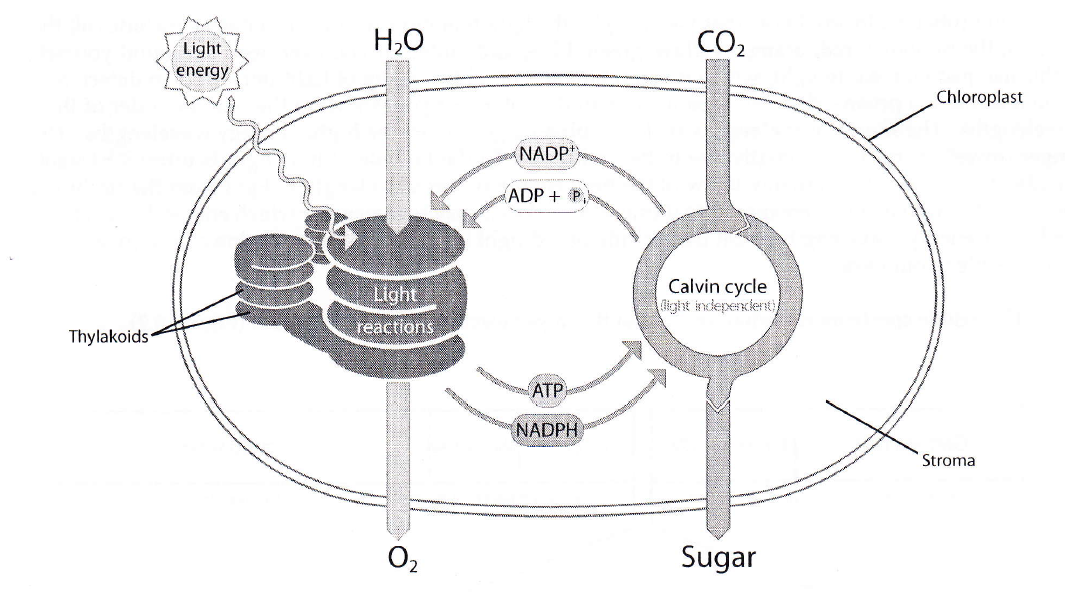 Light
energy
H₂O
CO₂
Chloroplast
NADP⁺
ADP + Pᵢ
Calvin cycle
(light independent)
Light
reactions
Thylakoids
ATP
NADPH
Stroma
O₂
Sugar